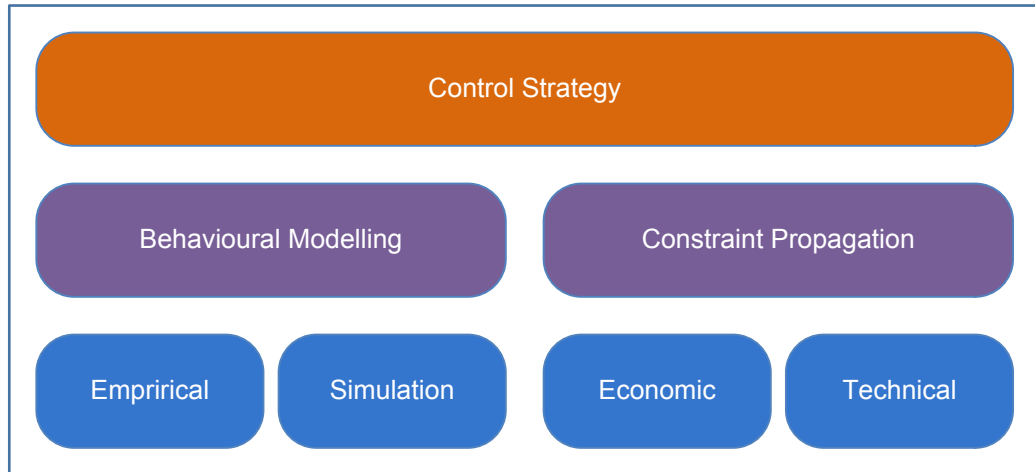 Control Strategy
Behavioural Modelling
Constraint Propagation
Emprirical
Simulation
Economic
Technical